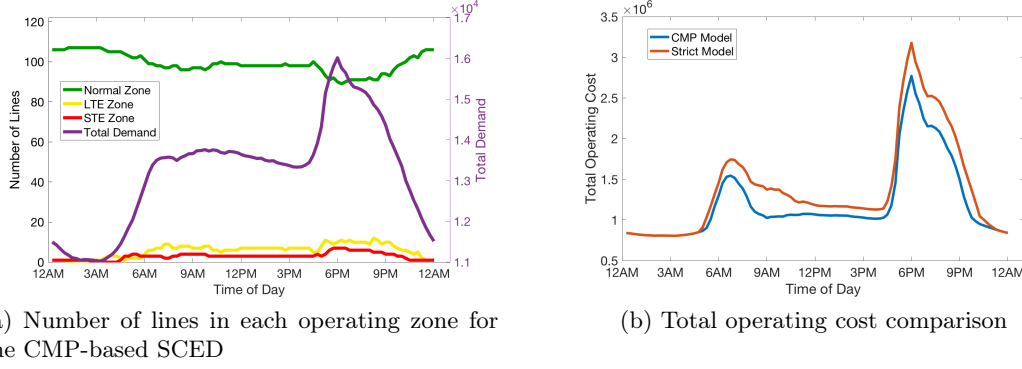 ×10⁴
120
100
80
60
40
20
0
1.7
1.6
1.5
1.4
1.3
1.2
1.1
Number of Lines
Total Demand
Normal Zone
LTE Zone
STE Zone
Total Demand
12AM 3AM 6AM 9AM 12PM 3PM 6PM 9PM 12AM
Time of Day
) Number of lines in each operating zone for
e CMP-based SCED
×10⁶
3.5
3
2.5
2
1.5
1
0.5
Total Operating Cost
CMP Model
Strict Model
12AM 3AM 6AM 9AM 12PM 3PM 6PM 9PM 12A
Time of Day
(b) Total operating cost comparison